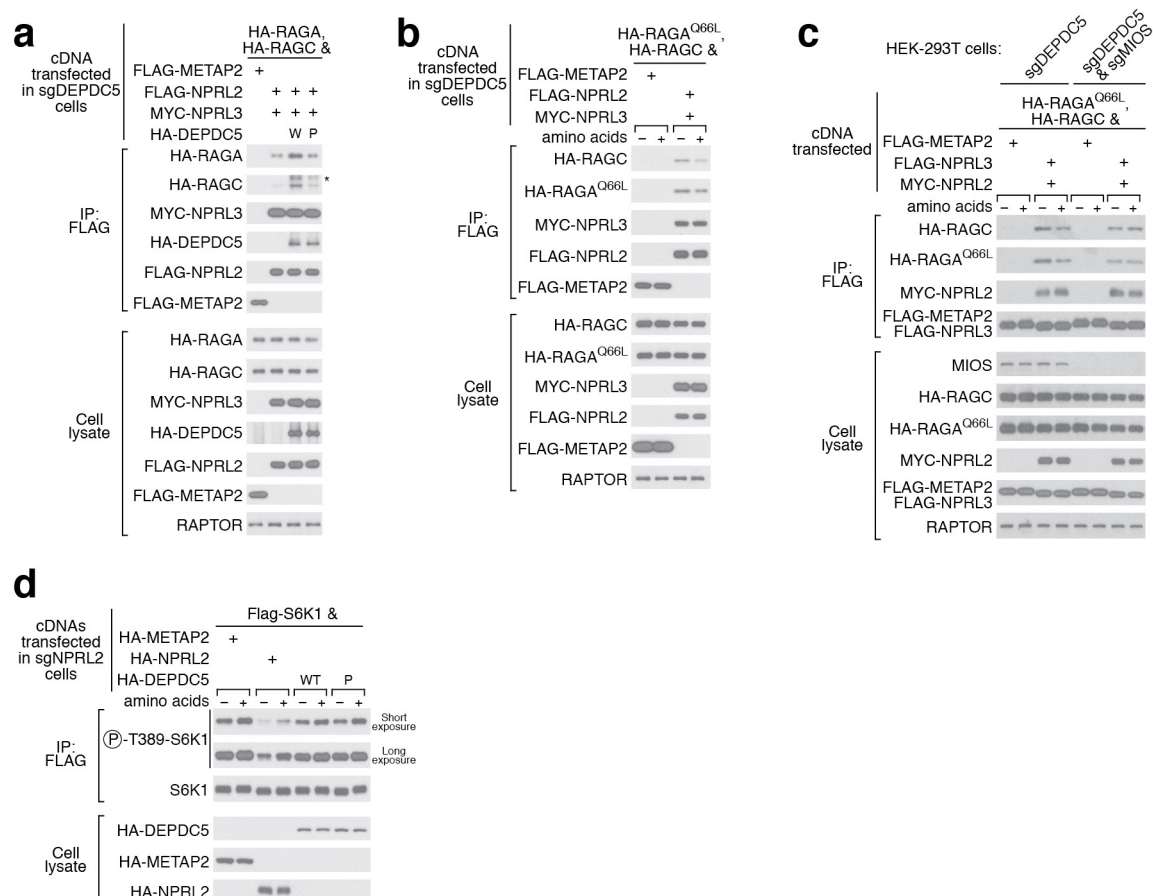 a
cDNA
transfected
in sgDEPDC5
cells
HA-RAGA,
HA-RAGC &
FLAG-METAP2 +
FLAG-NPRL2 + + +
MYC-NPRL3 + + +
HA-DEPDC5 W P
IP:
FLAG
HA-RAGA
HA-RAGC *
MYC-NPRL3
HA-DEPDC5
FLAG-NPRL2
FLAG-METAP2
Cell
lysate
HA-RAGA
HA-RAGC
MYC-NPRL3
HA-DEPDC5
FLAG-NPRL2
FLAG-METAP2
RAPTOR
b
cDNA
transfected
in sgDEPDC5
cells
HA-RAGAQ66L,
HA-RAGC &
FLAG-METAP2 +
FLAG-NPRL2 +
MYC-NPRL3 +
amino acids − + − +
IP:
FLAG
HA-RAGC
HA-RAGAQ66L
MYC-NPRL3
FLAG-NPRL2
FLAG-METAP2
Cell
lysate
HA-RAGC
HA-RAGAQ66L
MYC-NPRL3
FLAG-NPRL2
FLAG-METAP2
RAPTOR
c
HEK-293T cells:
sgDEPDC5
sgDEPDC5
& sgMIOS
cDNA
transfected
HA-RAGAQ66L,
HA-RAGC &
FLAG-METAP2 + +
FLAG-NPRL3 + +
MYC-NPRL2 + +
amino acids − + − + − + − +
IP:
FLAG
HA-RAGC
HA-RAGAQ66L
MYC-NPRL2
FLAG-METAP2
FLAG-NPRL3
Cell
lysate
MIOS
HA-RAGC
HA-RAGAQ66L
MYC-NPRL2
FLAG-METAP2
FLAG-NPRL3
RAPTOR
d
cDNAs
transfected
in sgNPRL2
cells
Flag-S6K1 &
HA-METAP2 +
HA-NPRL2 +
HA-DEPDC5 WT P
amino acids − + − + − + − +
IP:
FLAG
Ⓟ-T389-S6K1
Short
exposure
Long
exposure
S6K1
Cell
lysate
HA-DEPDC5
HA-METAP2
HA-NPRL2